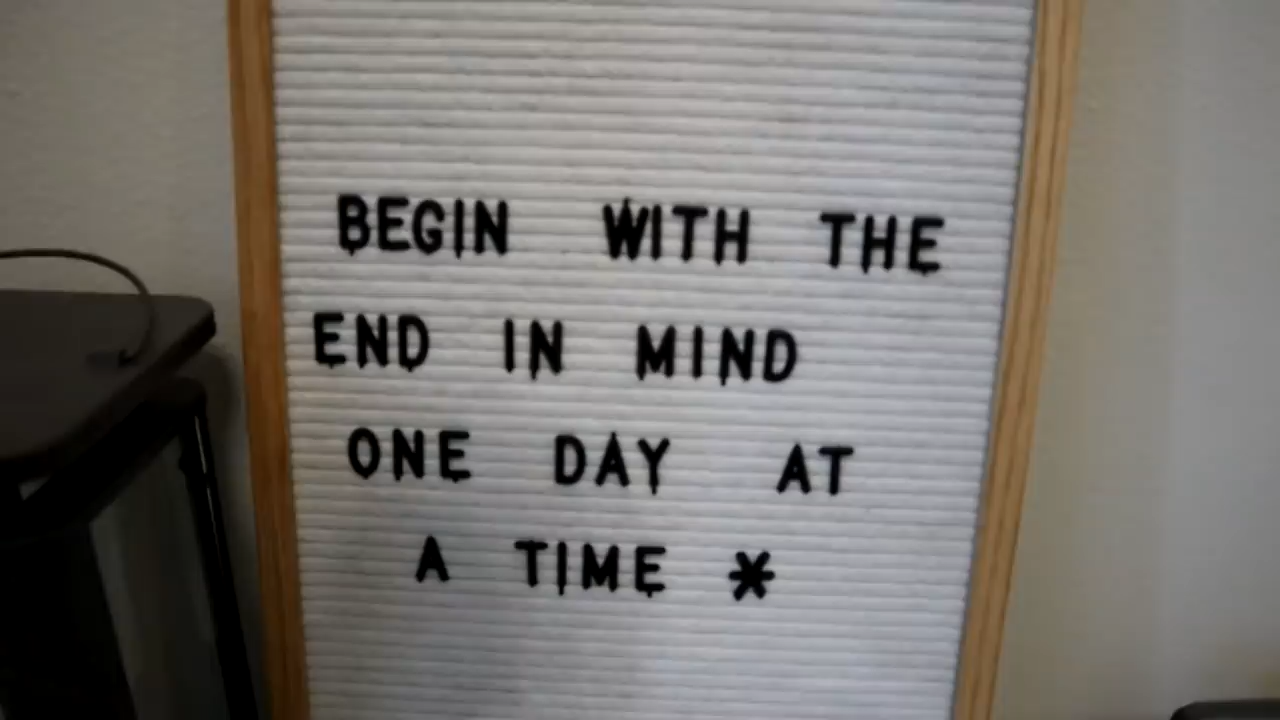 BEGIN WITH THE
END IN MIND
ONE DAY AT
A TIME *